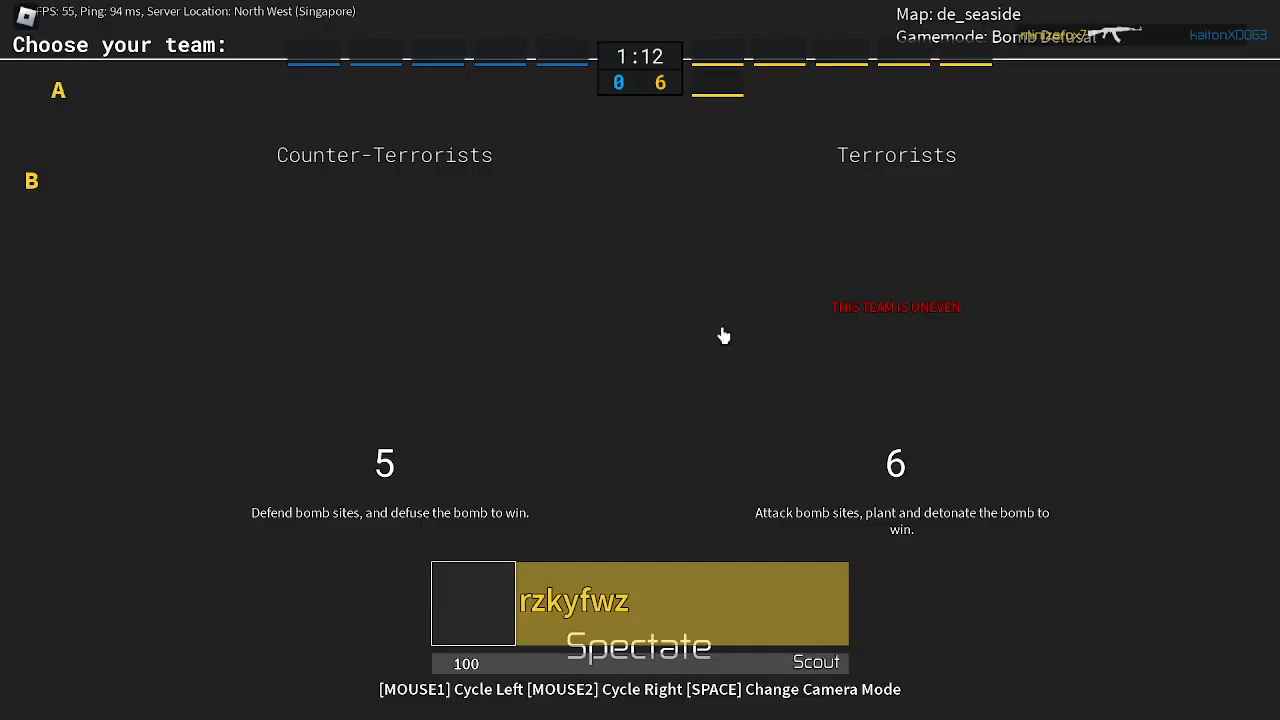 FPS: 55, Ping: 94 ms, Server Location: North West (Singapore)
Choose your team:
Map: de_seaside
Gamemode: Bomb Defusal
kaitonXD063
1:12
0 6
A
B
Counter-Terrorists
Terrorists
THIS TEAM IS UNEVEN
5
6
Defend bomb sites, and defuse the bomb to win.
Attack bomb sites, plant and detonate the bomb to
win.
rzkyfwz
Spectate
100
Scout
[MOUSE1] Cycle Left [MOUSE2] Cycle Right [SPACE] Change Camera Mode